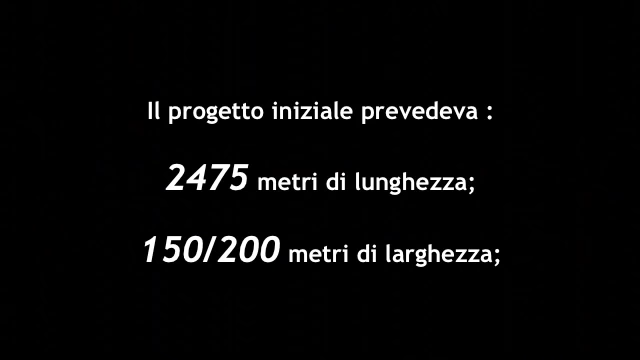 Il progetto iniziale prevedeva :
2475 metri di lunghezza;
150/200 metri di larghezza;